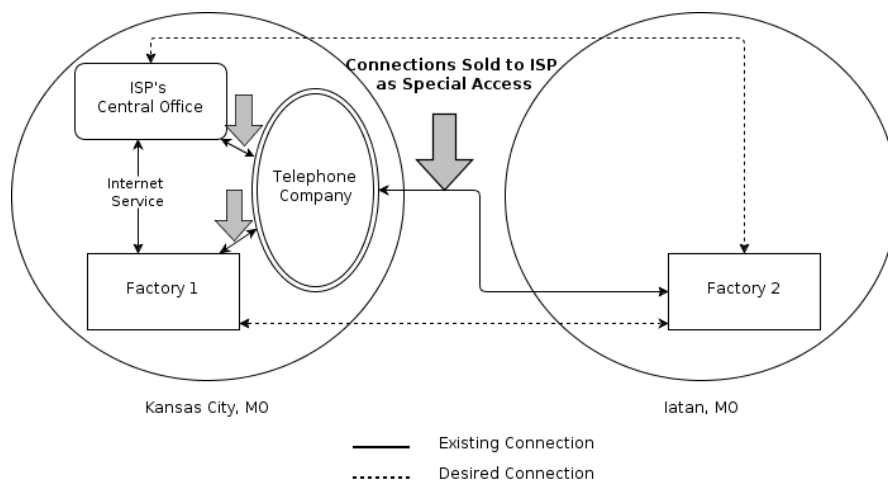 Connections Sold to ISP
as Special Access
ISP's
Central Office
Telephone
Company
Internet
Service
Factory 1
Factory 2
Kansas City, MO
Iatan, MO
Existing Connection
Desired Connection